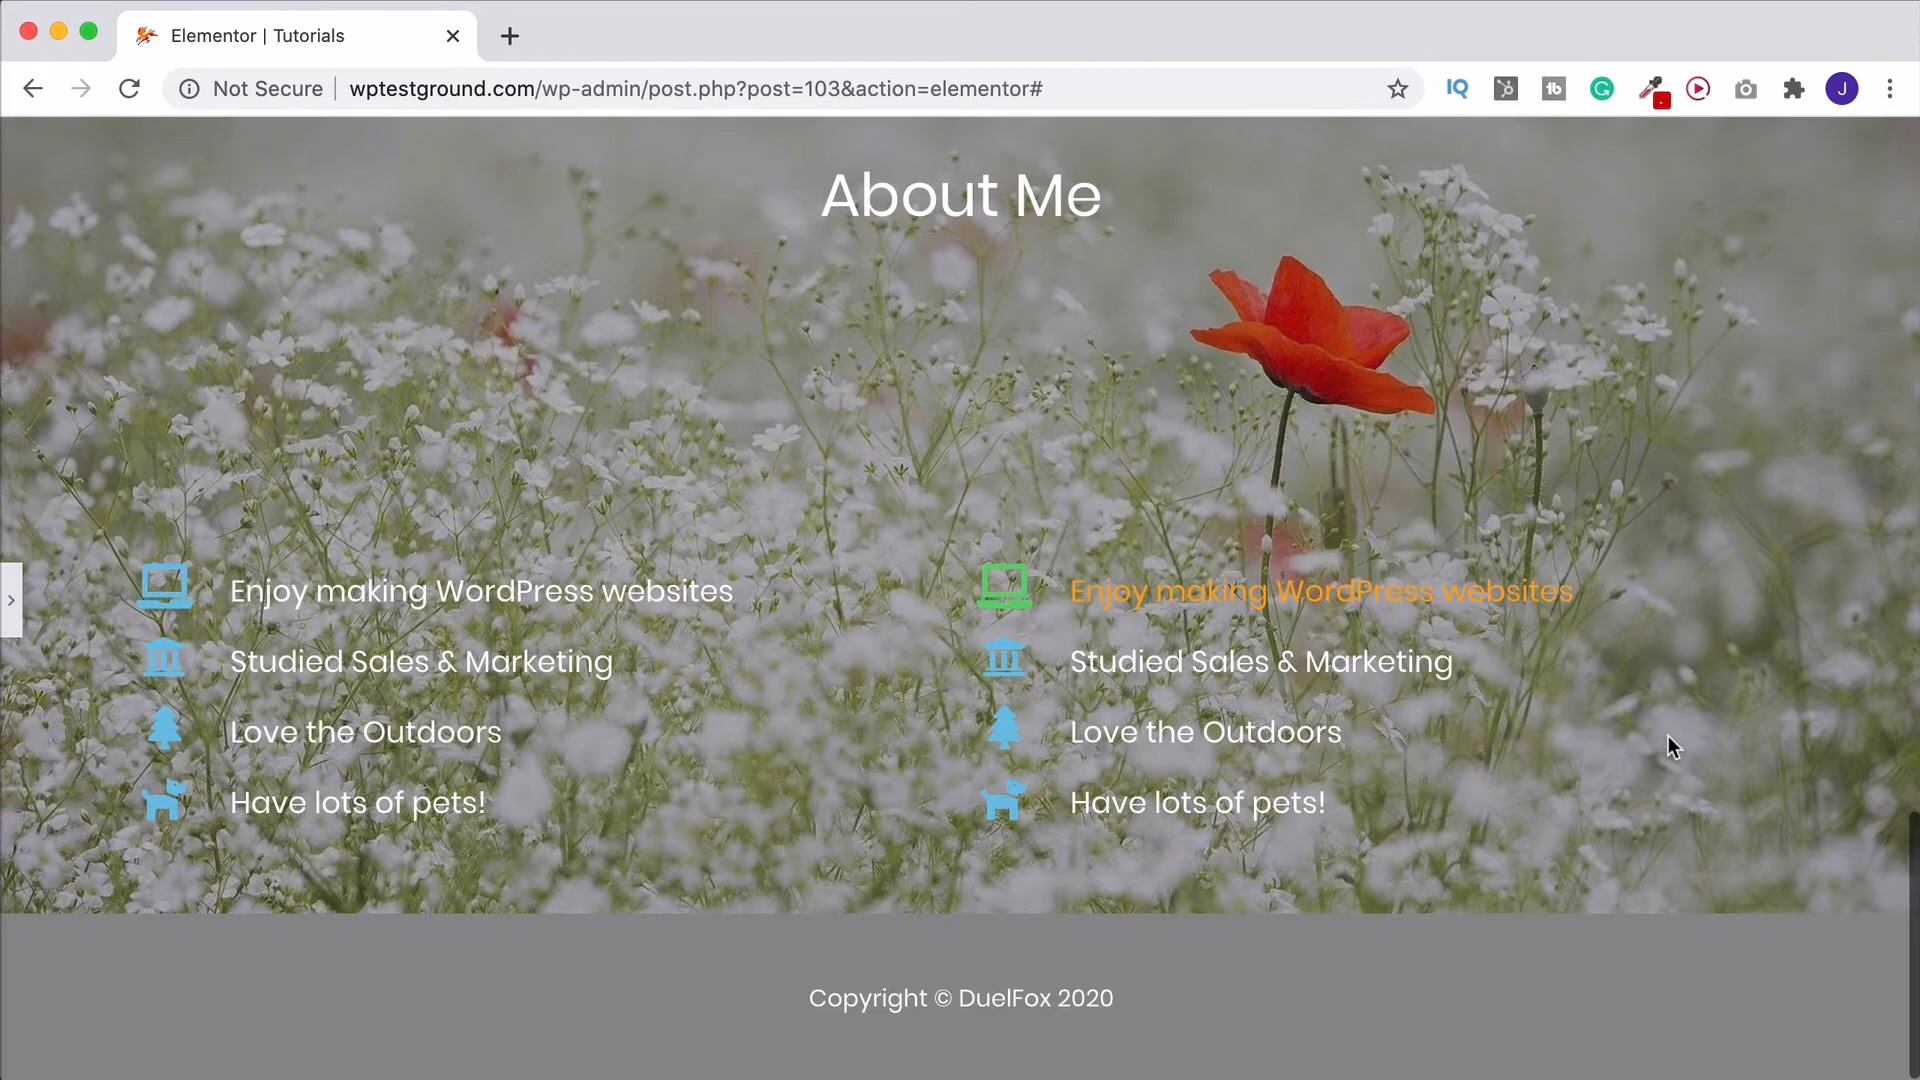 Elementor | Tutorials
Not Secure
wptestground.com/wp-admin/post.php?post=103&action=elementor#
IQ
J
About Me
Enjoy making WordPress websites
Studied Sales & Marketing
Love the Outdoors
Have lots of pets!
Enjoy making WordPress websites
Studied Sales & Marketing
Love the Outdoors
Have lots of pets!
Copyright © DuelFox 2020